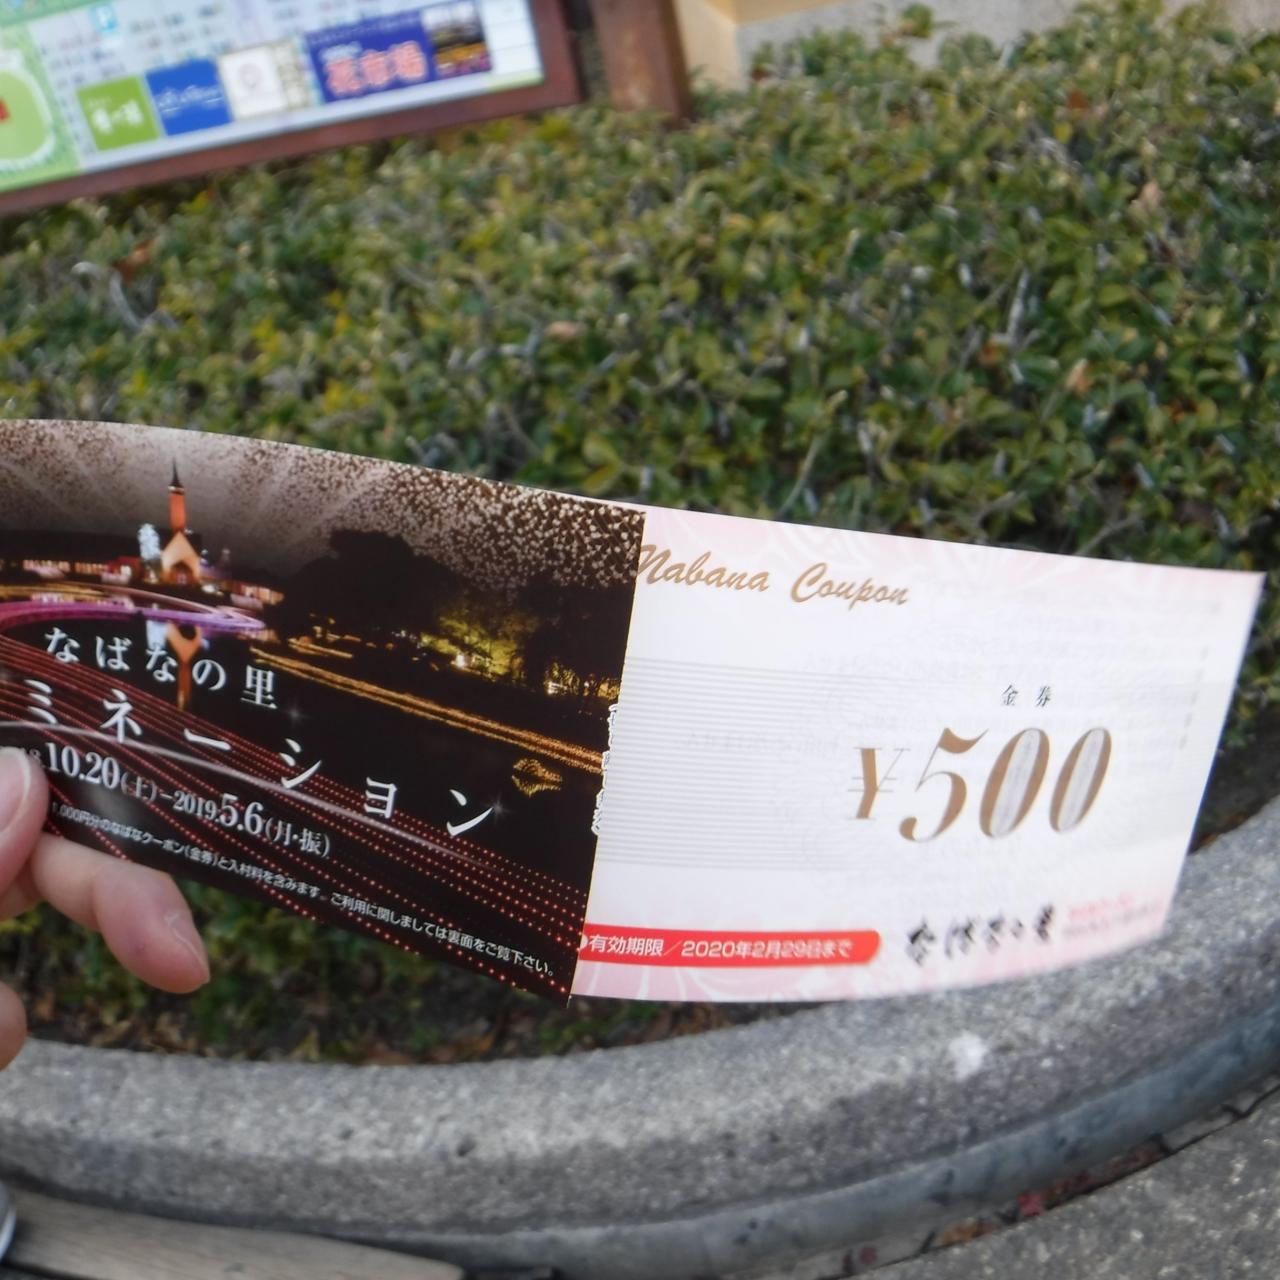 花市場
なばなの里
ミネーション
10.20(土)-2019.5.6(月・振)
1,000円分のなばなクーポン(金券)と入村料を含みます。ご利用に関しましては裏面をご覧下さい。
Nabana Coupon
金券
¥500
有効期限／2020年2月29日まで
なばなの里